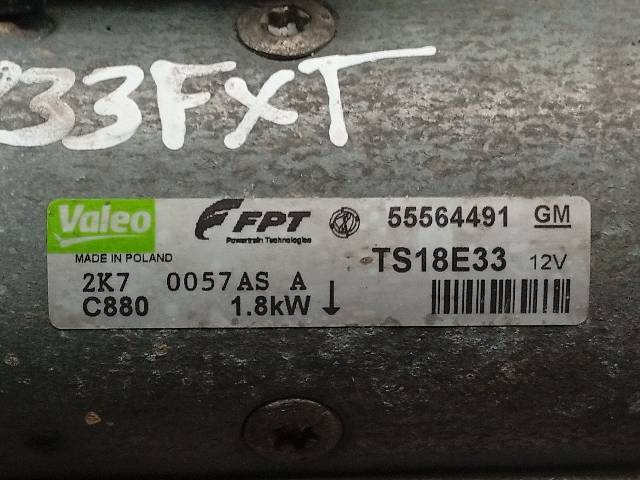 33FXT
Valeo FPT 55564491 GM
Powertrain Technologies
MADE IN POLAND TS18E33 12V
2K7 0057AS A
C880 1.8kW ↓